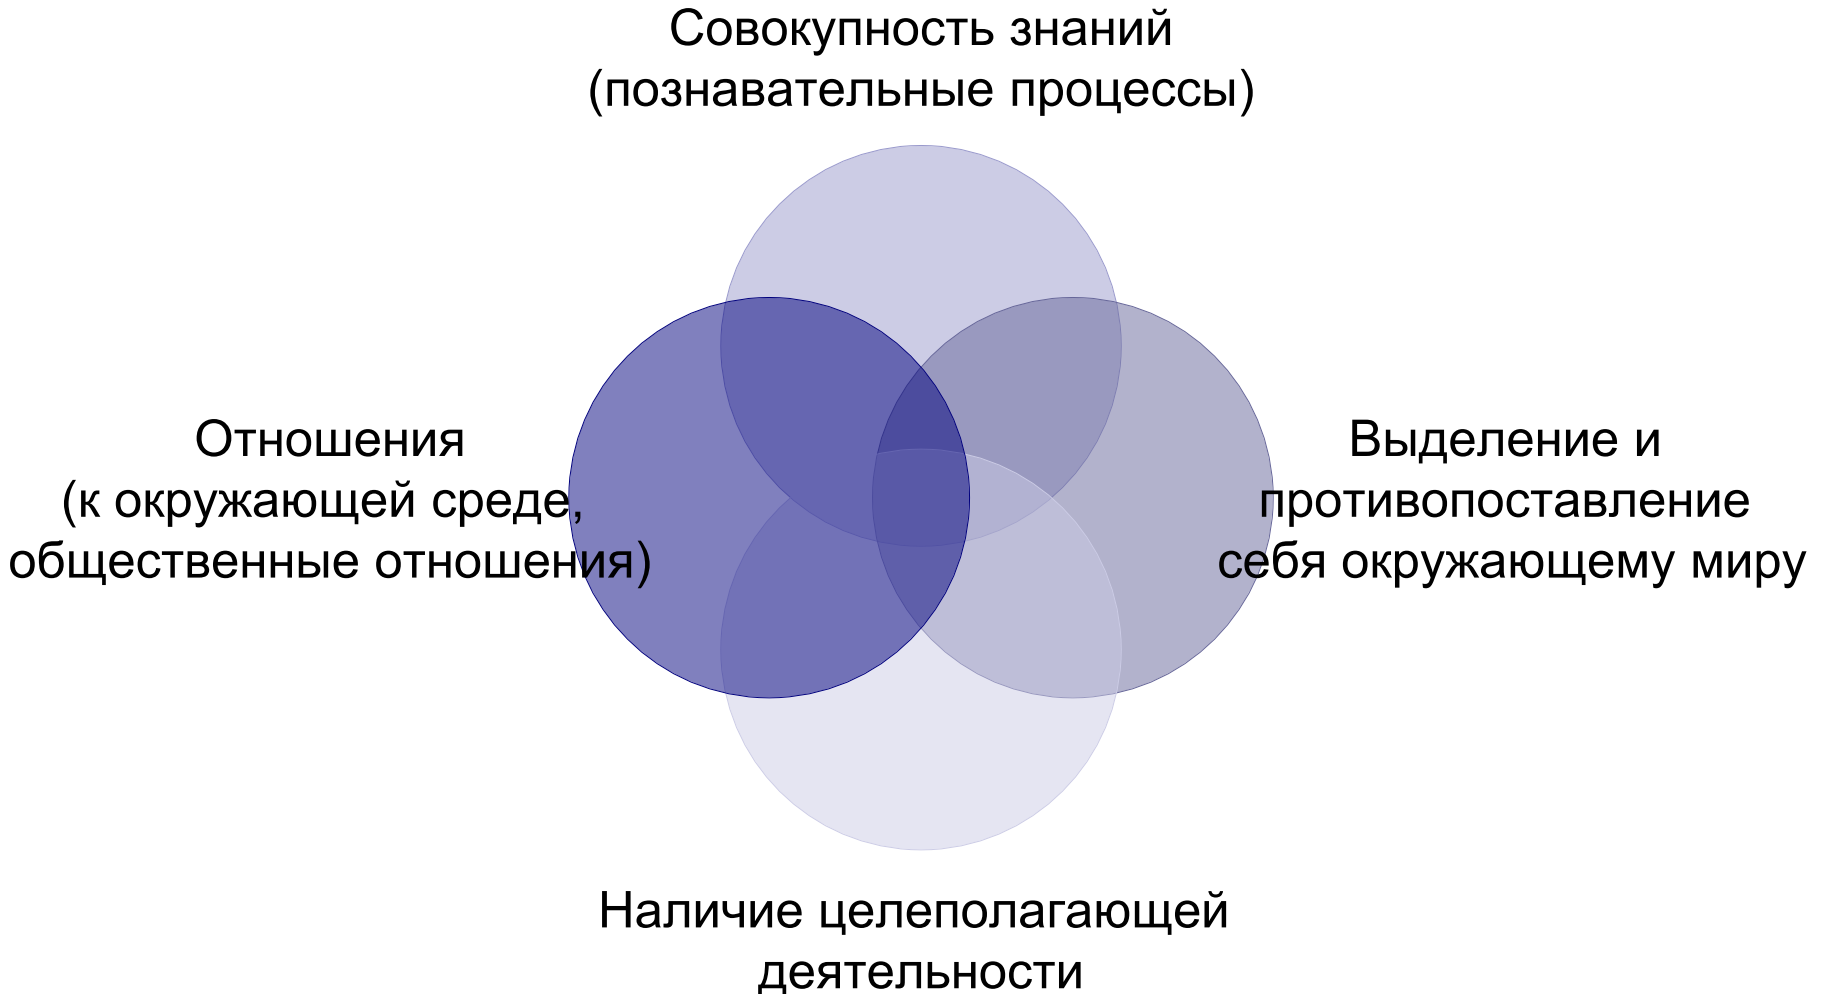 Совокупность знаний
(познавательные процессы)
Отношения
(к окружающей среде,
общественные отношения)
Выделение и
противопоставление
себя окружающему миру
Наличие целеполагающей
деятельности